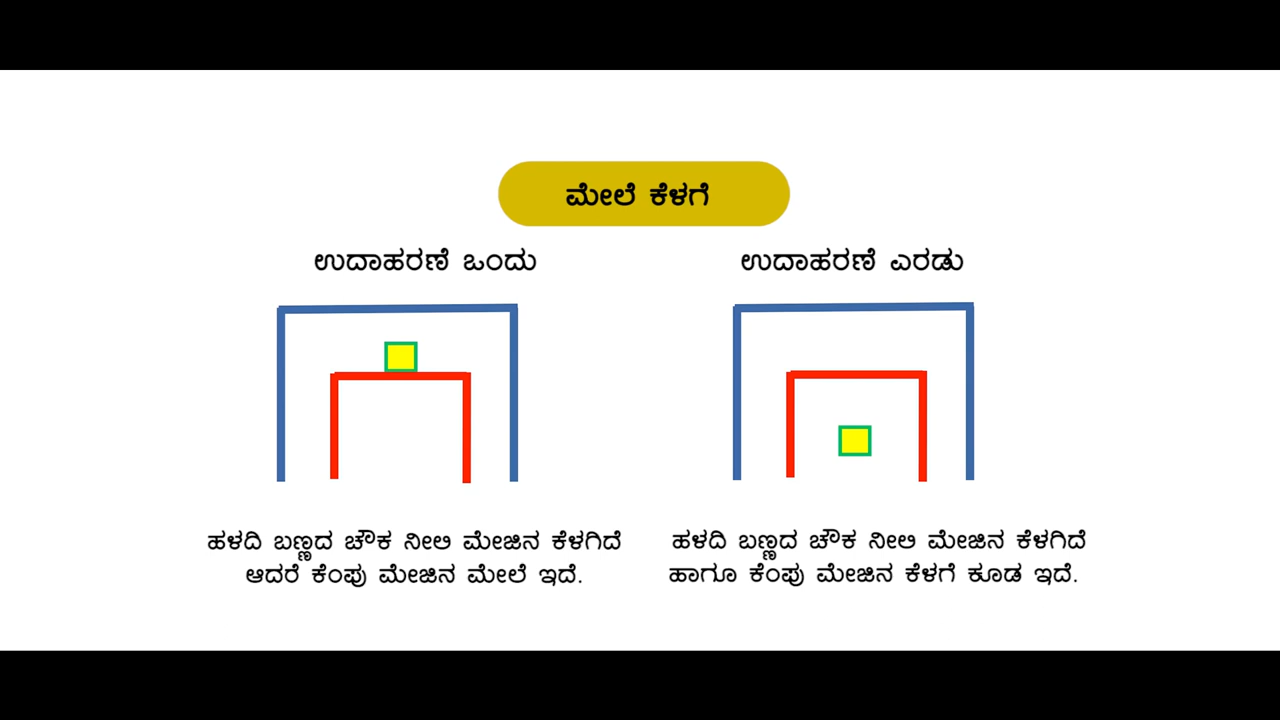 ಮೇಲೆ ಕೆಳಗೆ
ಉದಾಹರಣೆ ಒಂದು
ಉದಾಹರಣೆ ಎರಡು
ಹಳದಿ ಬಣ್ಣದ ಚೌಕ ನೀಲಿ ಮೇಜಿನ ಕೆಳಗಿದೆ
ಆದರೆ ಕೆಂಪು ಮೇಜಿನ ಮೇಲೆ ಇದೆ.
ಹಳದಿ ಬಣ್ಣದ ಚೌಕ ನೀಲಿ ಮೇಜಿನ ಕೆಳಗಿದೆ
ಹಾಗೂ ಕೆಂಪು ಮೇಜಿನ ಕೆಳಗೆ ಕೂಡ ಇದೆ.